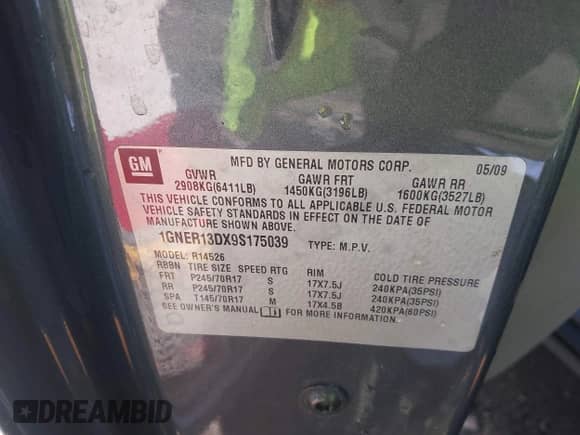 GM
MFD BY GENERAL MOTORS CORP. 05/09
GVWR GAWR FRT GAWR RR
2908KG(6411LB) 1450KG(3196LB) 1600KG(3527LB)
THIS VEHICLE CONFORMS TO ALL APPLICABLE U.S. FEDERAL MOTOR
VEHICLE SAFETY STANDARDS IN EFFECT ON THE DATE OF
MANUFACTURE SHOWN ABOVE.
1GNER13DX9S175039 TYPE: M.P.V.
MODEL: R14526
RBBN TIRE SIZE SPEED RTG RIM COLD TIRE PRESSURE
FRT P245/70R17 S 17X7.5J 240KPA(35PSI)
RR P245/70R17 S 17X7.5J 240KPA(35PSI)
SPA T145/70R17 M 17X4.5B 420KPA(60PSI)
SEE OWNER'S MANUAL FOR MORE INFORMATION.
DREAMBID